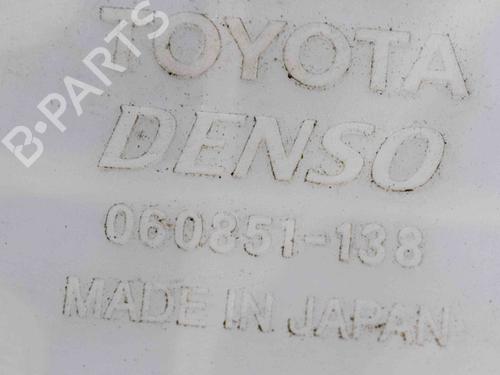 TOYOTA
DENSO
060851-138
MADE IN JAPAN
B-PARTS